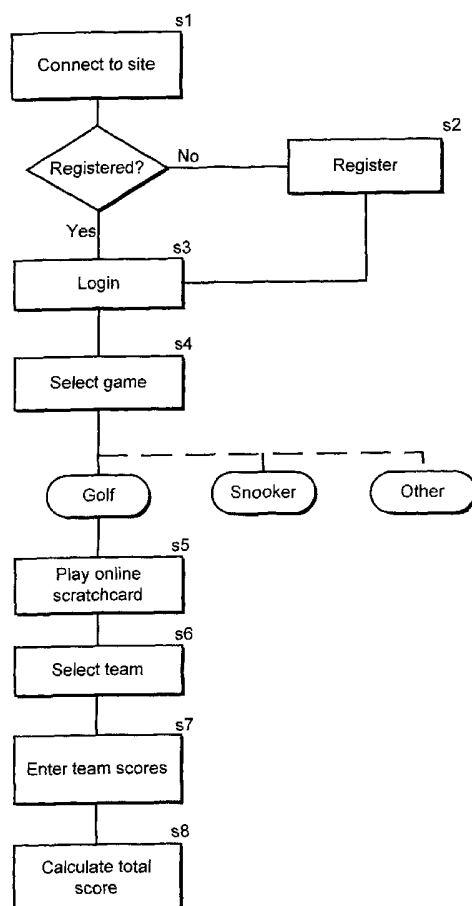 s1
Connect to site
Registered?
No
s2
Register
Yes
s3
Login
s4
Select game
Golf
Snooker
Other
s5
Play online
scratchcard
s6
Select team
s7
Enter team scores
s8
Calculate total
score